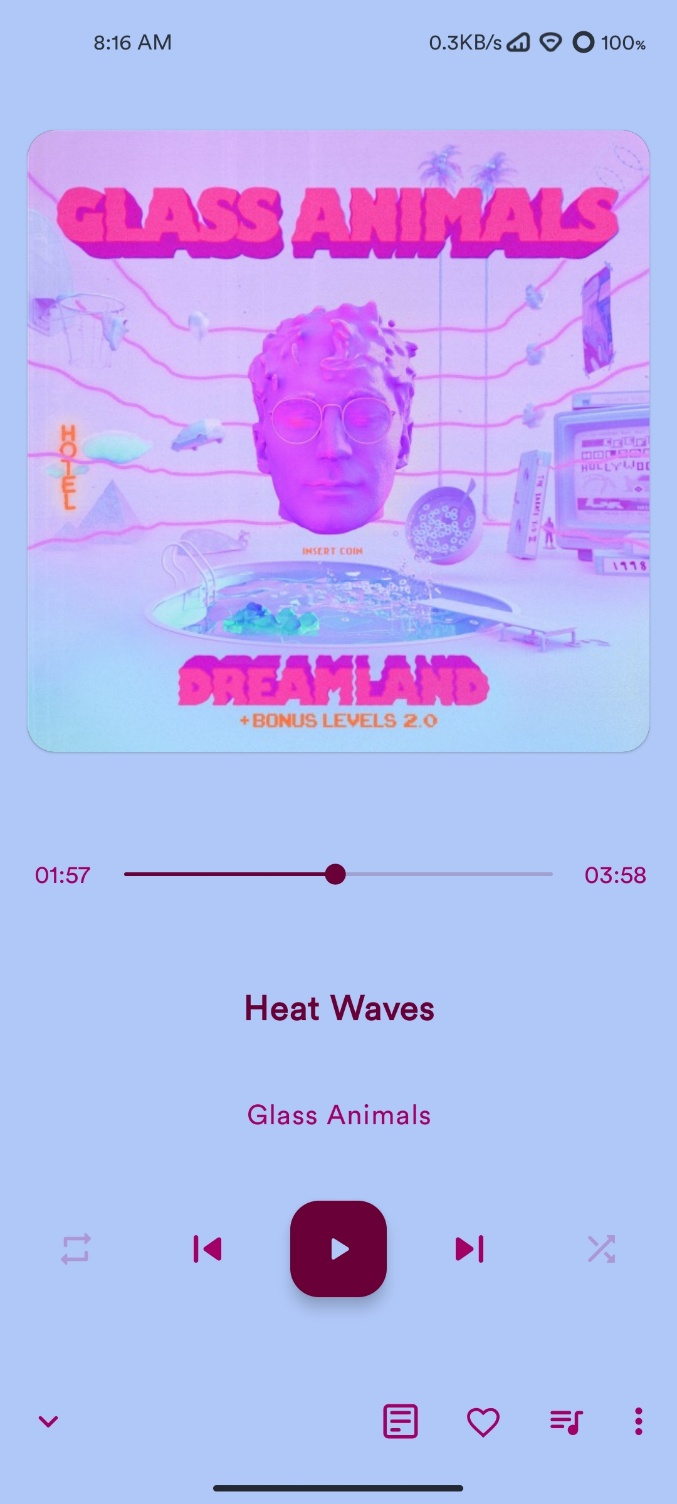 8:16 AM 0.3KB/s 100%
GLASS ANIMALS
HOTEL
HOLLYWOO
INSERT COIN
1998
DREAMLAND
+BONUS LEVELS 2.0
01:57 03:58
Heat Waves
Glass Animals